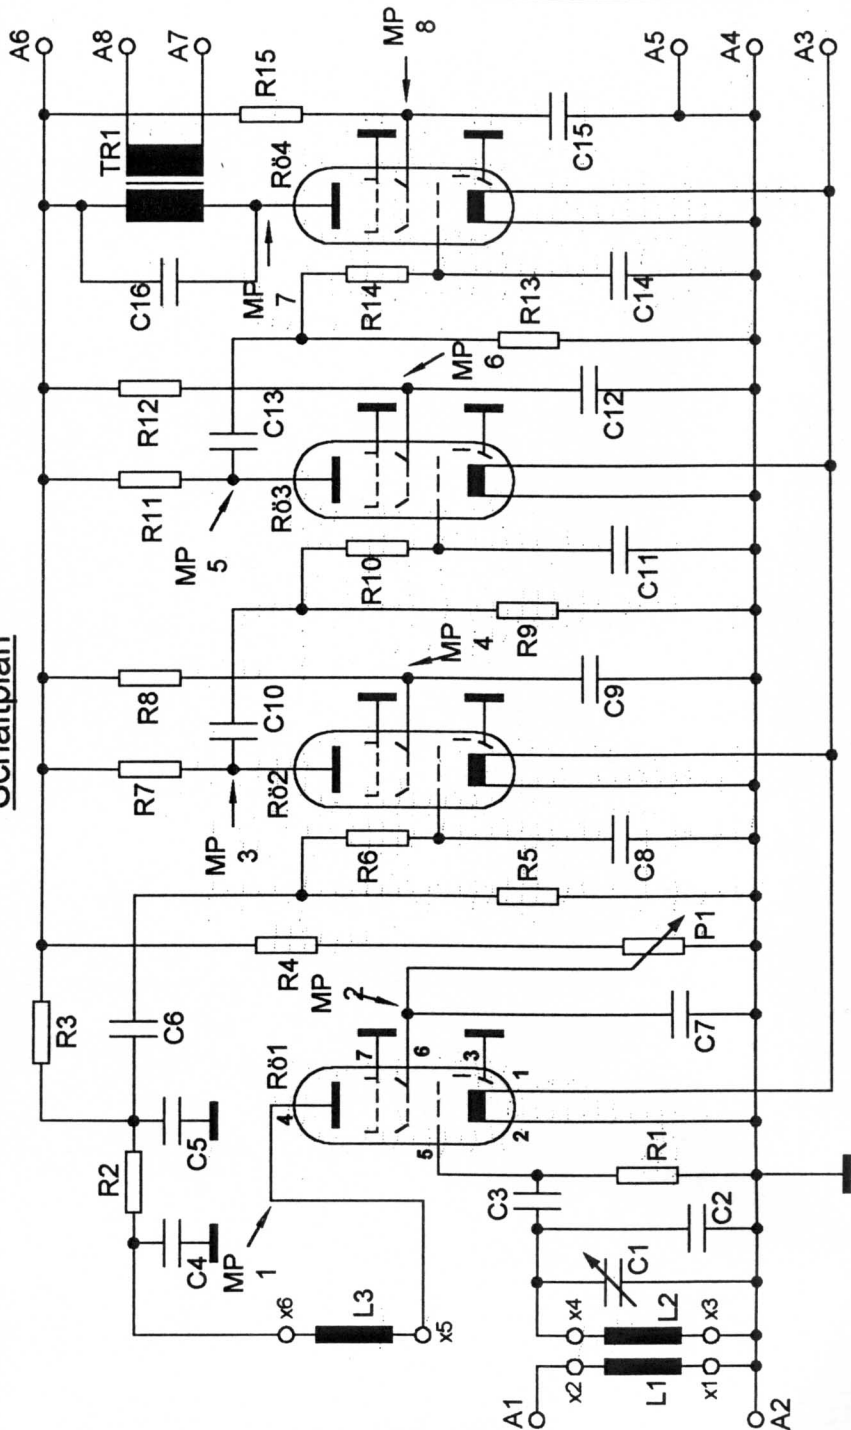 Schaltplan
A6
A8
A7
A5
A4
A3
MP
8
R15
TR1
Rö4
C15
C16
MP
7
R14
R13
C14
MP
6
R12
C13
C12
R11
Rö3
MP
5
R10
C11
R9
MP
4
R8
C10
C9
R7
Rö2
MP
3
R6
C8
R5
R4
P1
R3
C6
MP
2
C7
Rö1
7
6
3
4
1
5
2
R2
C5
C4
MP
1
R1
C3
C2
C1
x6
L3
x5
x4
L2
x3
x2
L1
x1
A1
A2